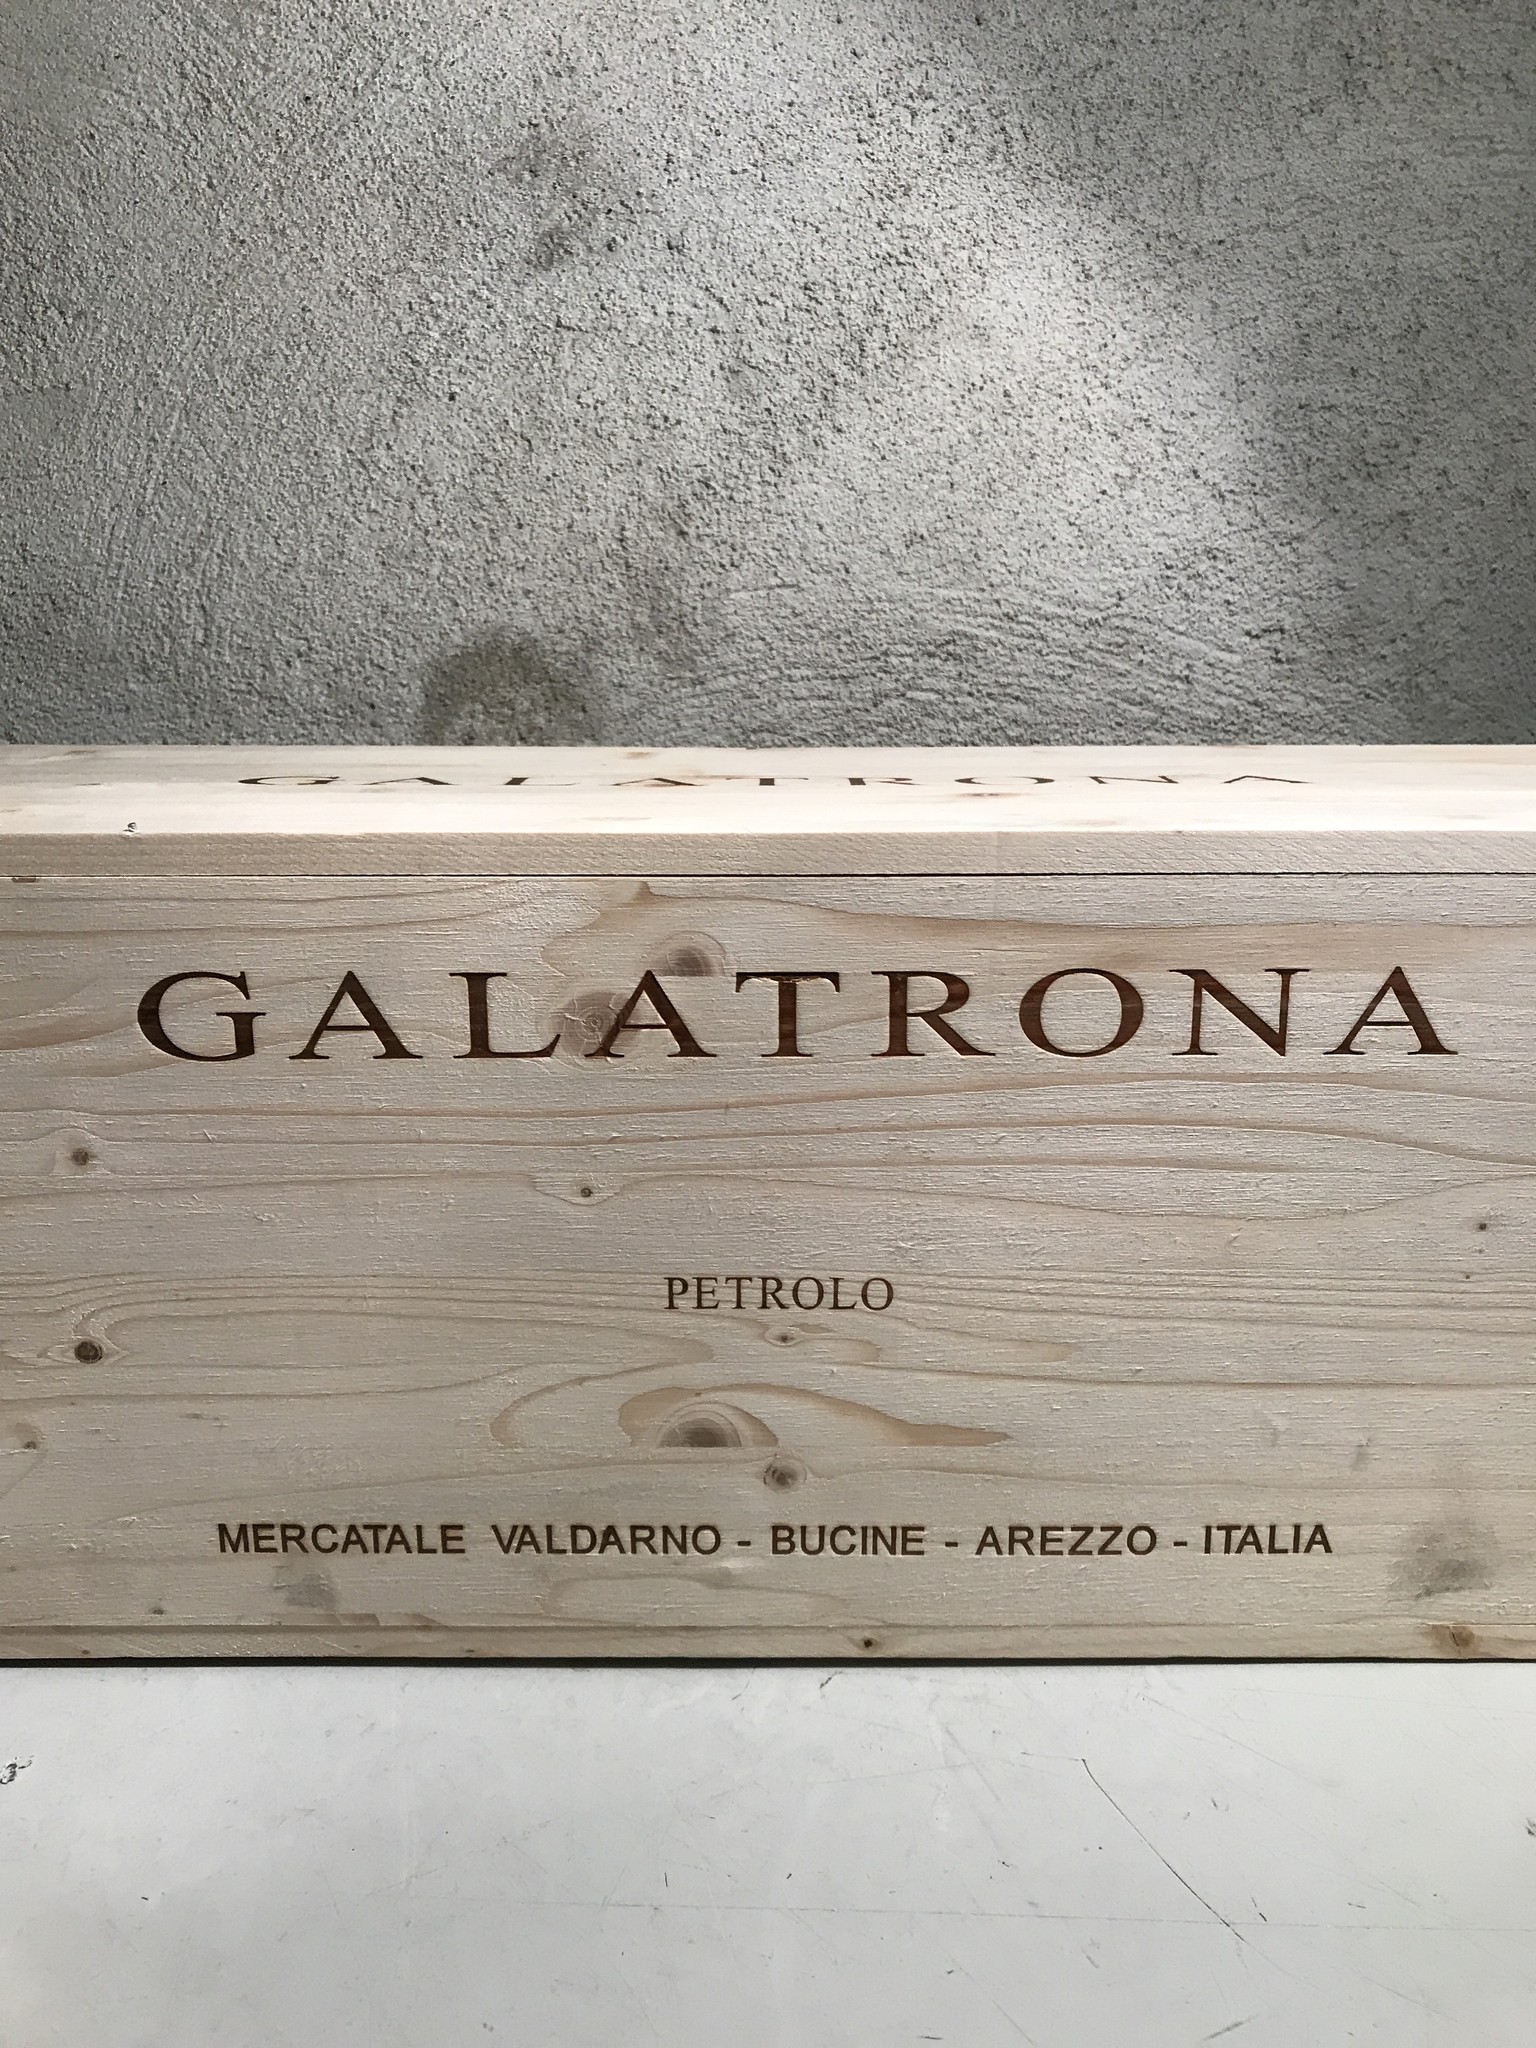 GALATRONA
GALATRONA
PETROLO
MERCATALE VALDARNO - BUCINE - AREZZO - ITALIA